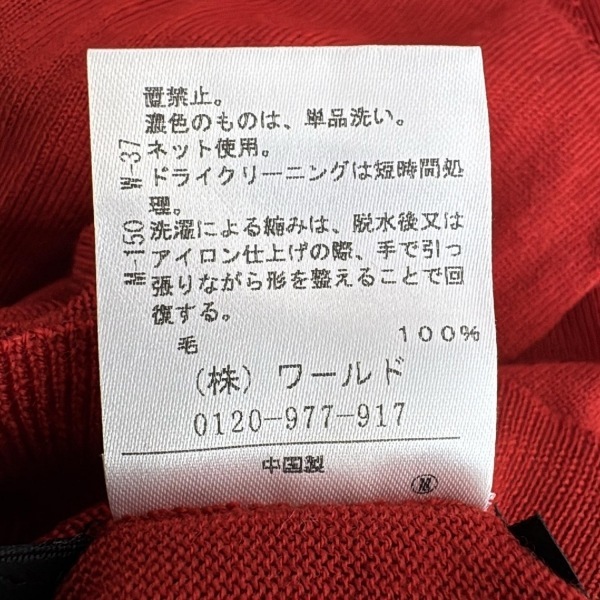 置禁止。
濃色のものは、単品洗い。
ネット使用。
ドライクリーニングは短時間処
理。
洗濯による縮みは、脱水後又は
アイロン仕上げの際、手で引っ
張りながら形を整えることで回
復する。
毛 100%
(株) ワールド
0120-977-917
中国製
M-150 W-37